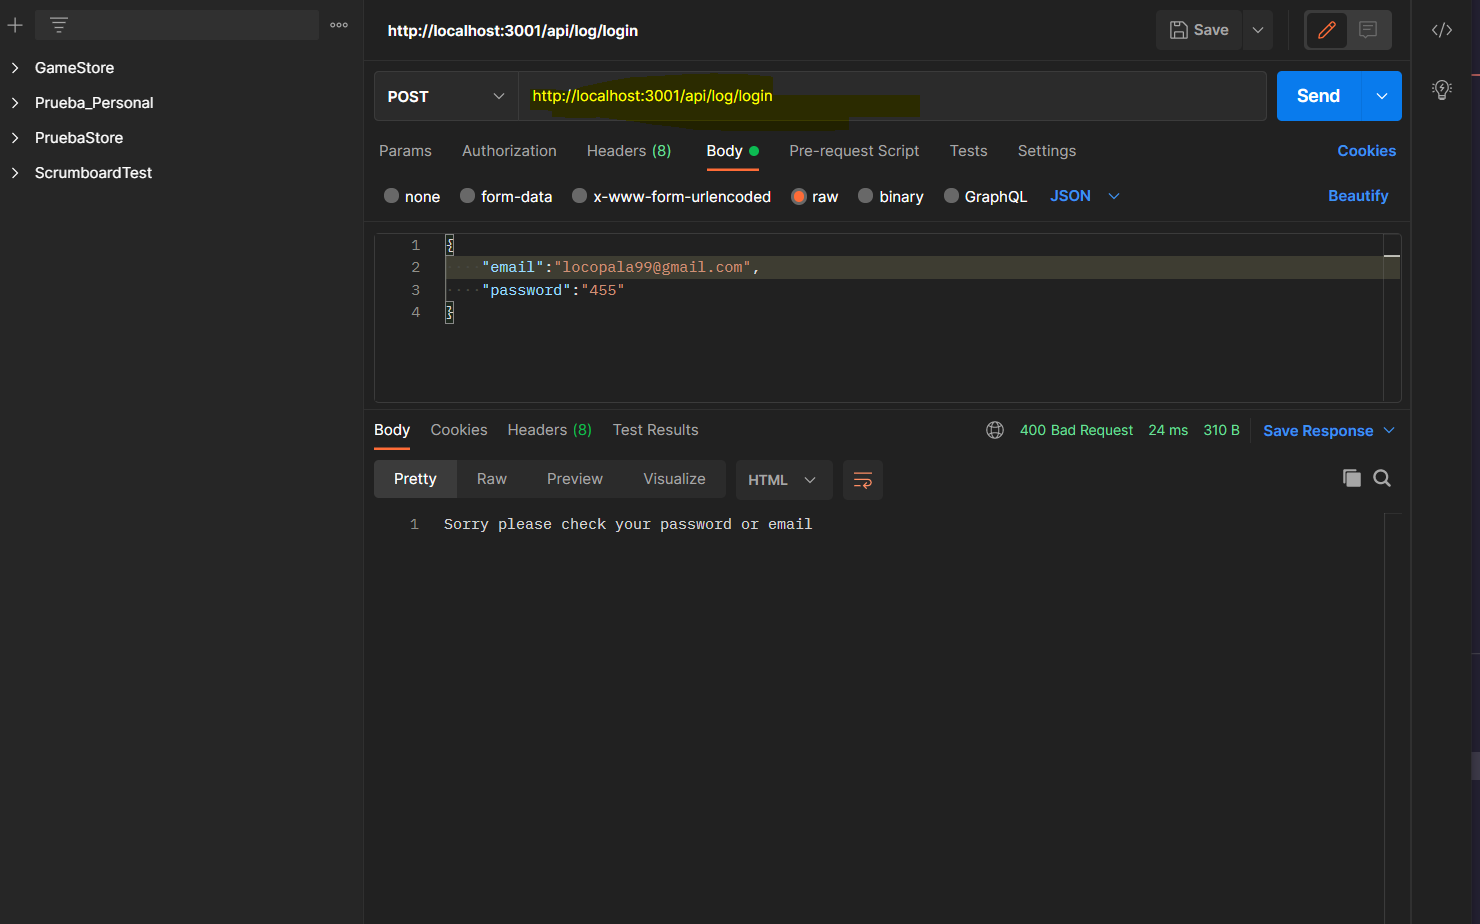 http://localhost:3001/api/log/login
Save
GameStore
Prueba_Personal
PruebaStore
ScrumboardTest
POST
http://localhost:3001/api/log/login
Send
Params Authorization Headers (8) Body Pre-request Script Tests Settings Cookies
none form-data x-www-form-urlencoded raw binary GraphQL JSON Beautify
1 {
2 "email":"locopala99@gmail.com",
3 "password":"455"
4 }
Body Cookies Headers (8) Test Results 400 Bad Request 24 ms 310 B Save Response
Pretty Raw Preview Visualize HTML
1 Sorry please check your password or email